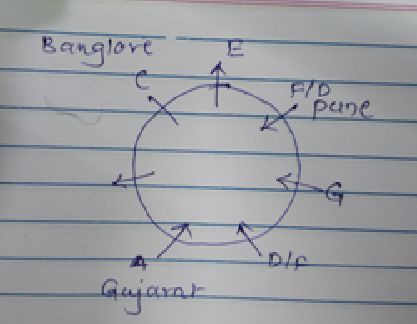 Banglore E
C
F/D
pune
G
A D/F
Gujarat